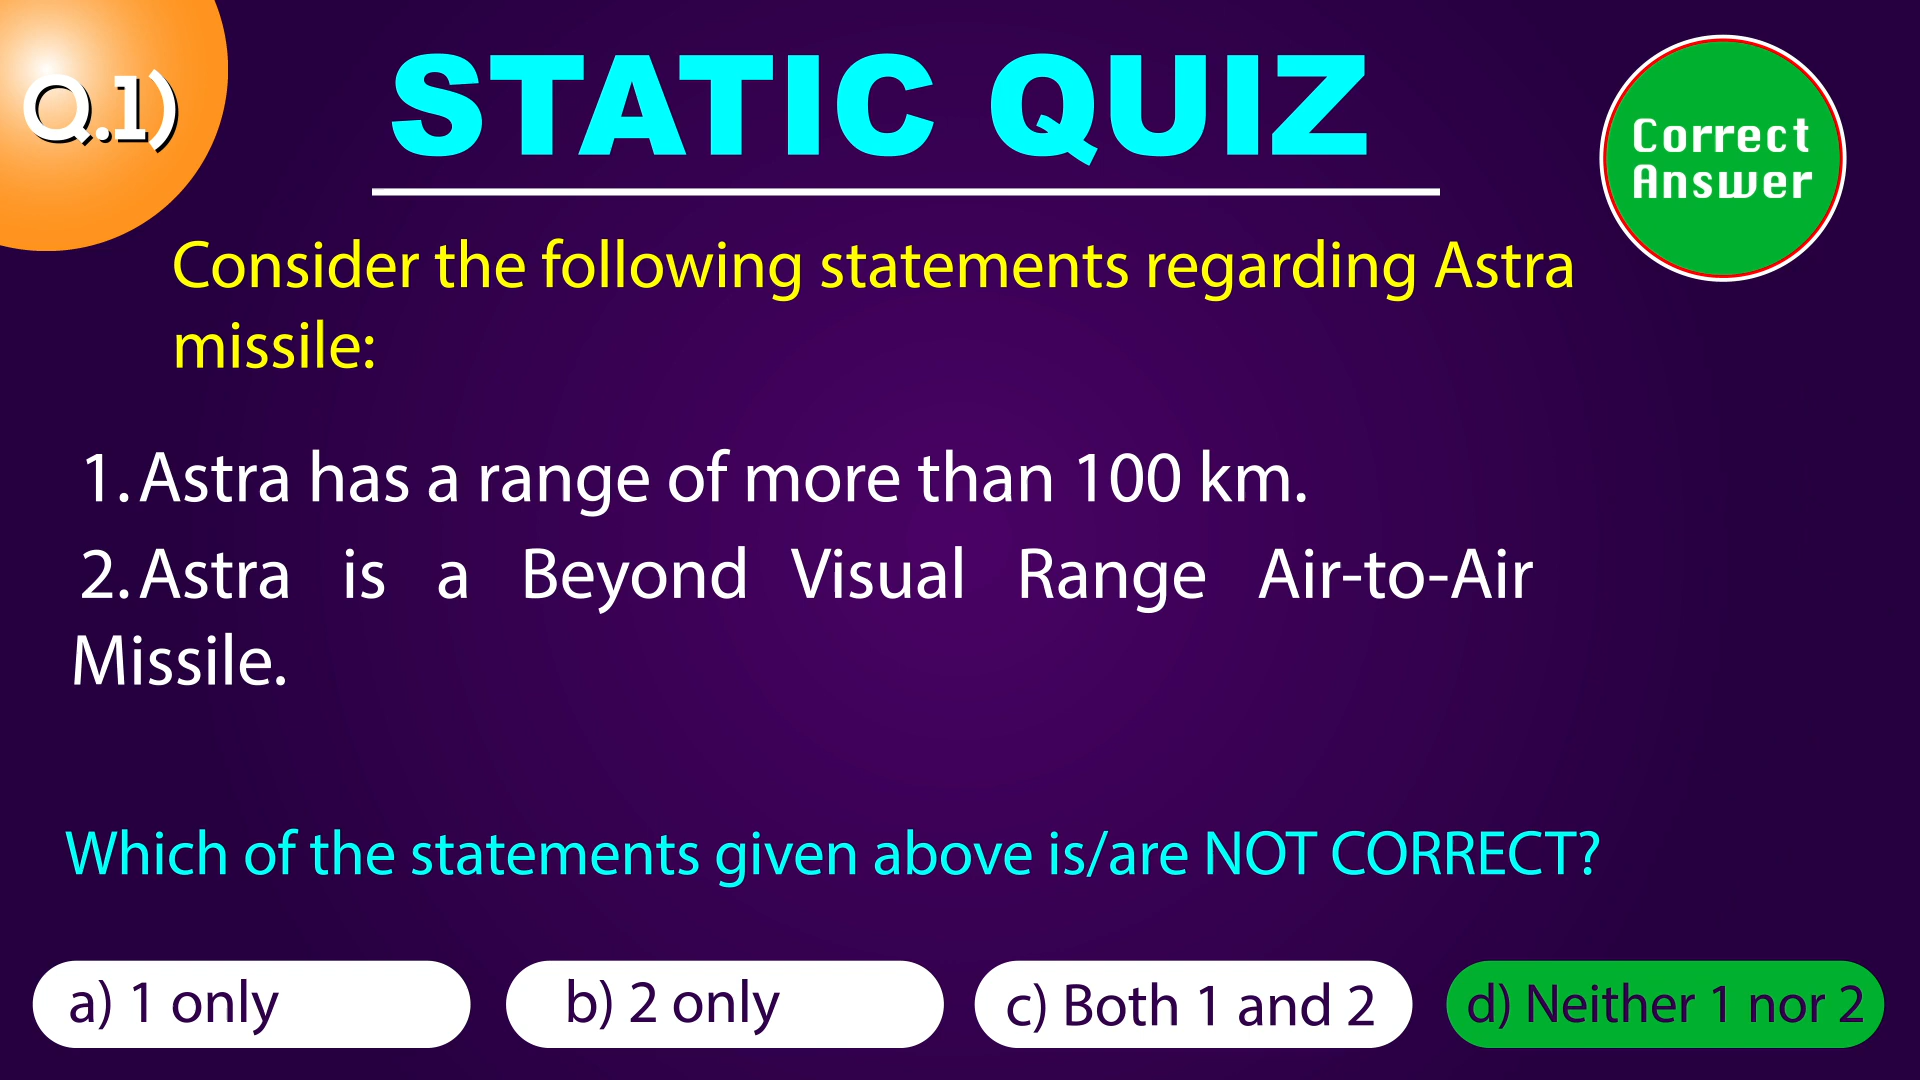 Q.1)
STATIC QUIZ
Correct
Answer
Consider the following statements regarding Astra
missile:
1. Astra has a range of more than 100 km.
2. Astra is a Beyond Visual Range Air-to-Air
Missile.
Which of the statements given above is/are NOT CORRECT?
a) 1 only
b) 2 only
c) Both 1 and 2
d) Neither 1 nor 2